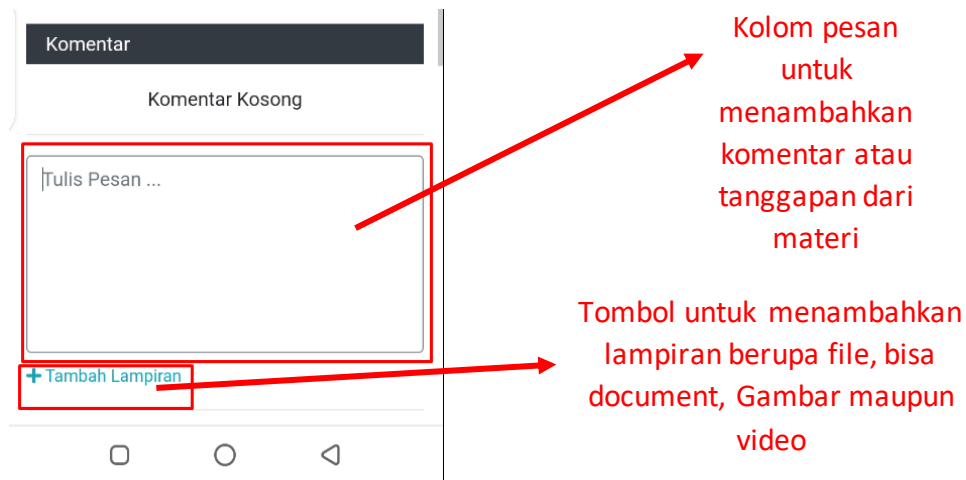 Komentar
Komentar Kosong
Tulis Pesan ...
+ Tambah Lampiran
Kolom pesan
untuk
menambahkan
komentar atau
tanggapan dari
materi
Tombol untuk menambahkan
lampiran berupa file, bisa
document, Gambar maupun
video